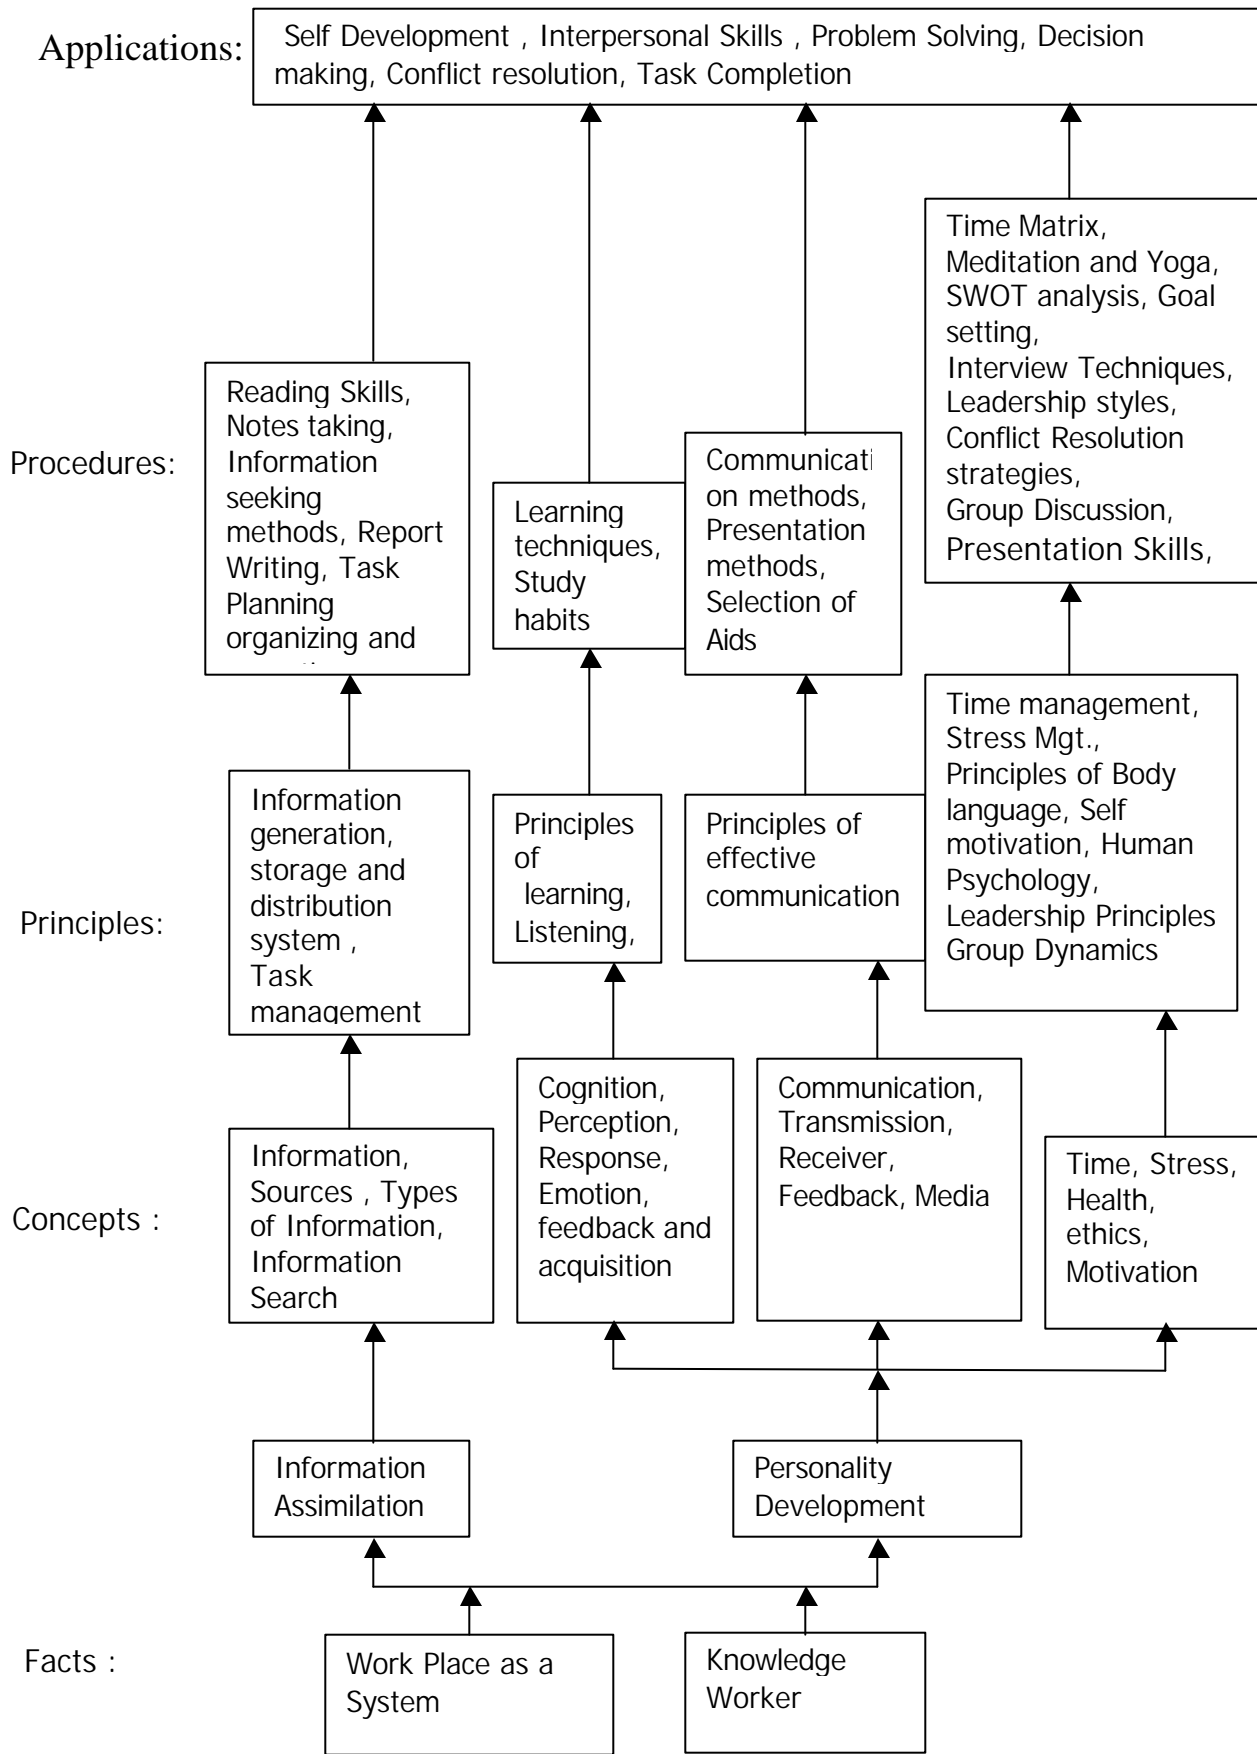 Applications:
Self Development , Interpersonal Skills , Problem Solving, Decision
making, Conflict resolution, Task Completion
Procedures:
Reading Skills,
Notes taking,
Information
seeking
methods, Report
Writing, Task
Planning
organizing and
Learning
techniques,
Study
habits
Communicati
on methods,
Presentation
methods,
Selection of
Aids
Time Matrix,
Meditation and Yoga,
SWOT analysis, Goal
setting,
Interview Techniques,
Leadership styles,
Conflict Resolution
strategies,
Group Discussion,
Presentation Skills,
Principles:
Information
generation,
storage and
distribution
system ,
Task
management
Principles
of
learning,
Listening,
Principles of
effective
communication
Time management,
Stress Mgt.,
Principles of Body
language, Self
motivation, Human
Psychology,
Leadership Principles
Group Dynamics
Concepts :
Information,
Sources , Types
of Information,
Information
Search
Cognition,
Perception,
Response,
Emotion,
feedback and
acquisition
Communication,
Transmission,
Receiver,
Feedback, Media
Time, Stress,
Health,
ethics,
Motivation
Information
Assimilation
Personality
Development
Facts :
Work Place as a
System
Knowledge
Worker